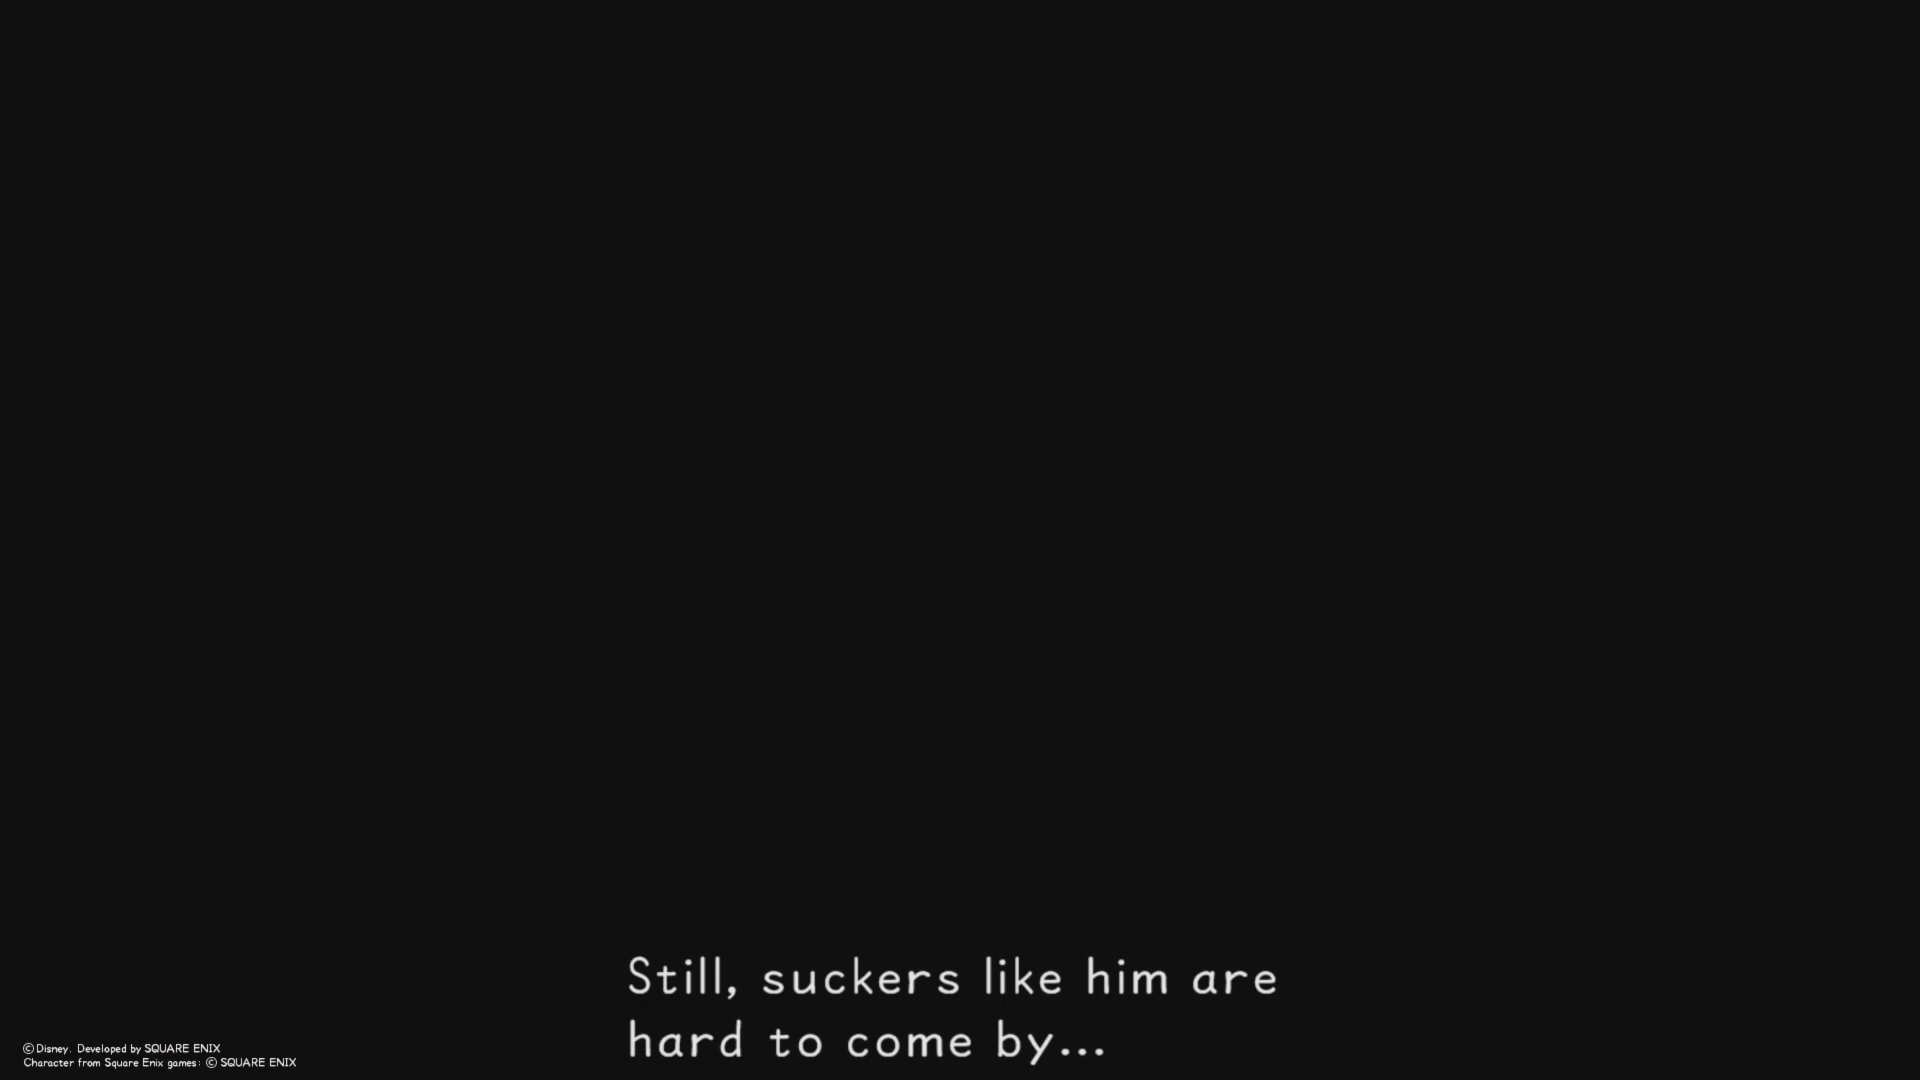 Still, suckers like him are
hard to come by...
©Disney. Developed by SQUARE ENIX
Character from Square Enix games: © SQUARE ENIX